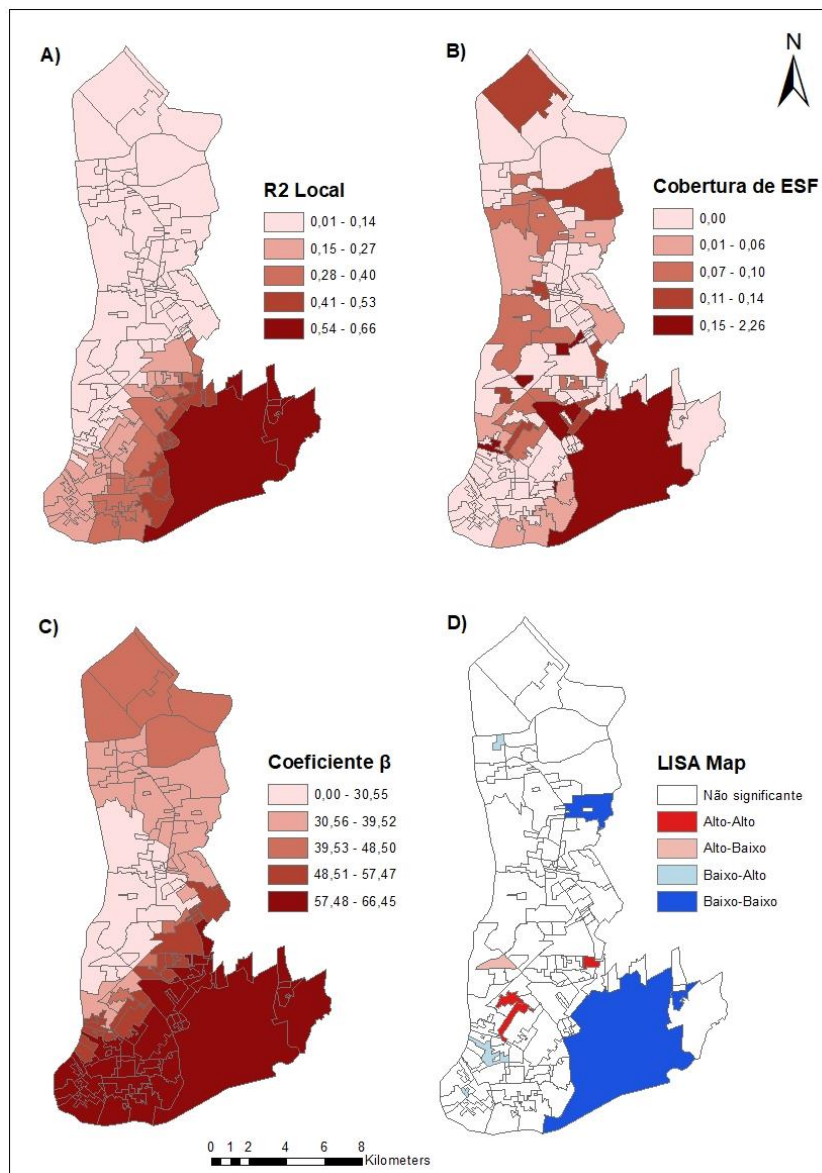 A)
R2 Local
0,01 - 0,14
0,15 - 0,27
0,28 - 0,40
0,41 - 0,53
0,54 - 0,66
B)
N
Cobertura de ESF
0,00
0,01 - 0,06
0,07 - 0,10
0,11 - 0,14
0,15 - 2,26
C)
Coeficiente β
0,00 - 30,55
30,56 - 39,52
39,53 - 48,50
48,51 - 57,47
57,48 - 66,45
D)
LISA Map
Não significante
Alto-Alto
Alto-Baixo
Baixo-Alto
Baixo-Baixo
0 1 2 4 6 8
Kilometers